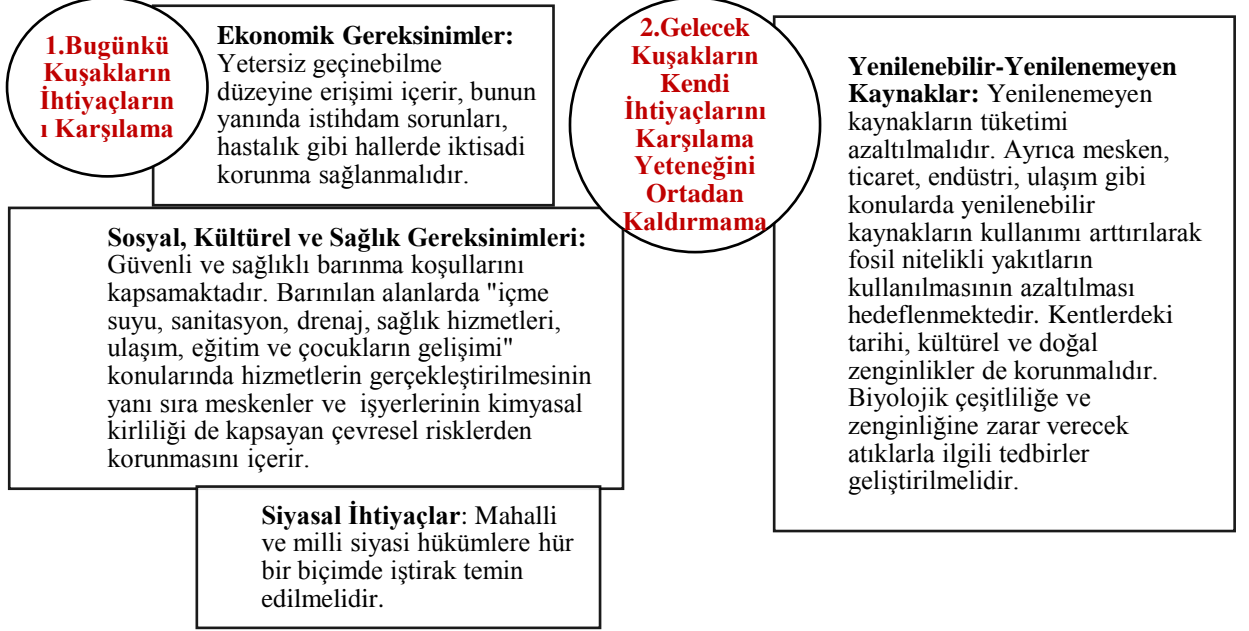 1.Bugünkü
Kuşakların
İhtiyaçların
ı Karşılama
Ekonomik Gereksinimler:
Yetersiz geçinebilme
düzeyine erişimi içerir, bunun
yanında istihdam sorunları,
hastalık gibi hallerde iktisadi
korunma sağlanmalıdır.
Sosyal, Kültürel ve Sağlık Gereksinimleri:
Güvenli ve sağlıklı barınma koşullarını
kapsamaktadır. Barınılan alanlarda "içme
suyu, sanitasyon, drenaj, sağlık hizmetleri,
ulaşım, eğitim ve çocukların gelişimi"
konularında hizmetlerin gerçekleştirilmesinin
yanı sıra meskenler ve işyerlerinin kimyasal
kirliliği de kapsayan çevresel risklerden
korunmasını içerir.
Siyasal İhtiyaçlar: Mahalli
ve milli siyasi hükümlere hür
bir biçimde iştirak temin
edilmelidir.
2.Gelecek
Kuşakların
Kendi
İhtiyaçlarını
Karşılama
Yeteneğini
Ortadan
Kaldırmama
Yenilenebilir-Yenilenemeyen
Kaynaklar: Yenilenemeyen
kaynakların tüketimi
azaltılmalıdır. Ayrıca mesken,
ticaret, endüstri, ulaşım gibi
konularda yenilenebilir
kaynakların kullanımı arttırılarak
fosil nitelikli yakıtların
kullanılmasının azaltılması
hedeflenmektedir. Kentlerdeki
tarihi, kültürel ve doğal
zenginlikler de korunmalıdır.
Biyolojik çeşitliliğe ve
zenginliğine zarar verecek
atıklarla ilgili tedbirler
geliştirilmelidir.